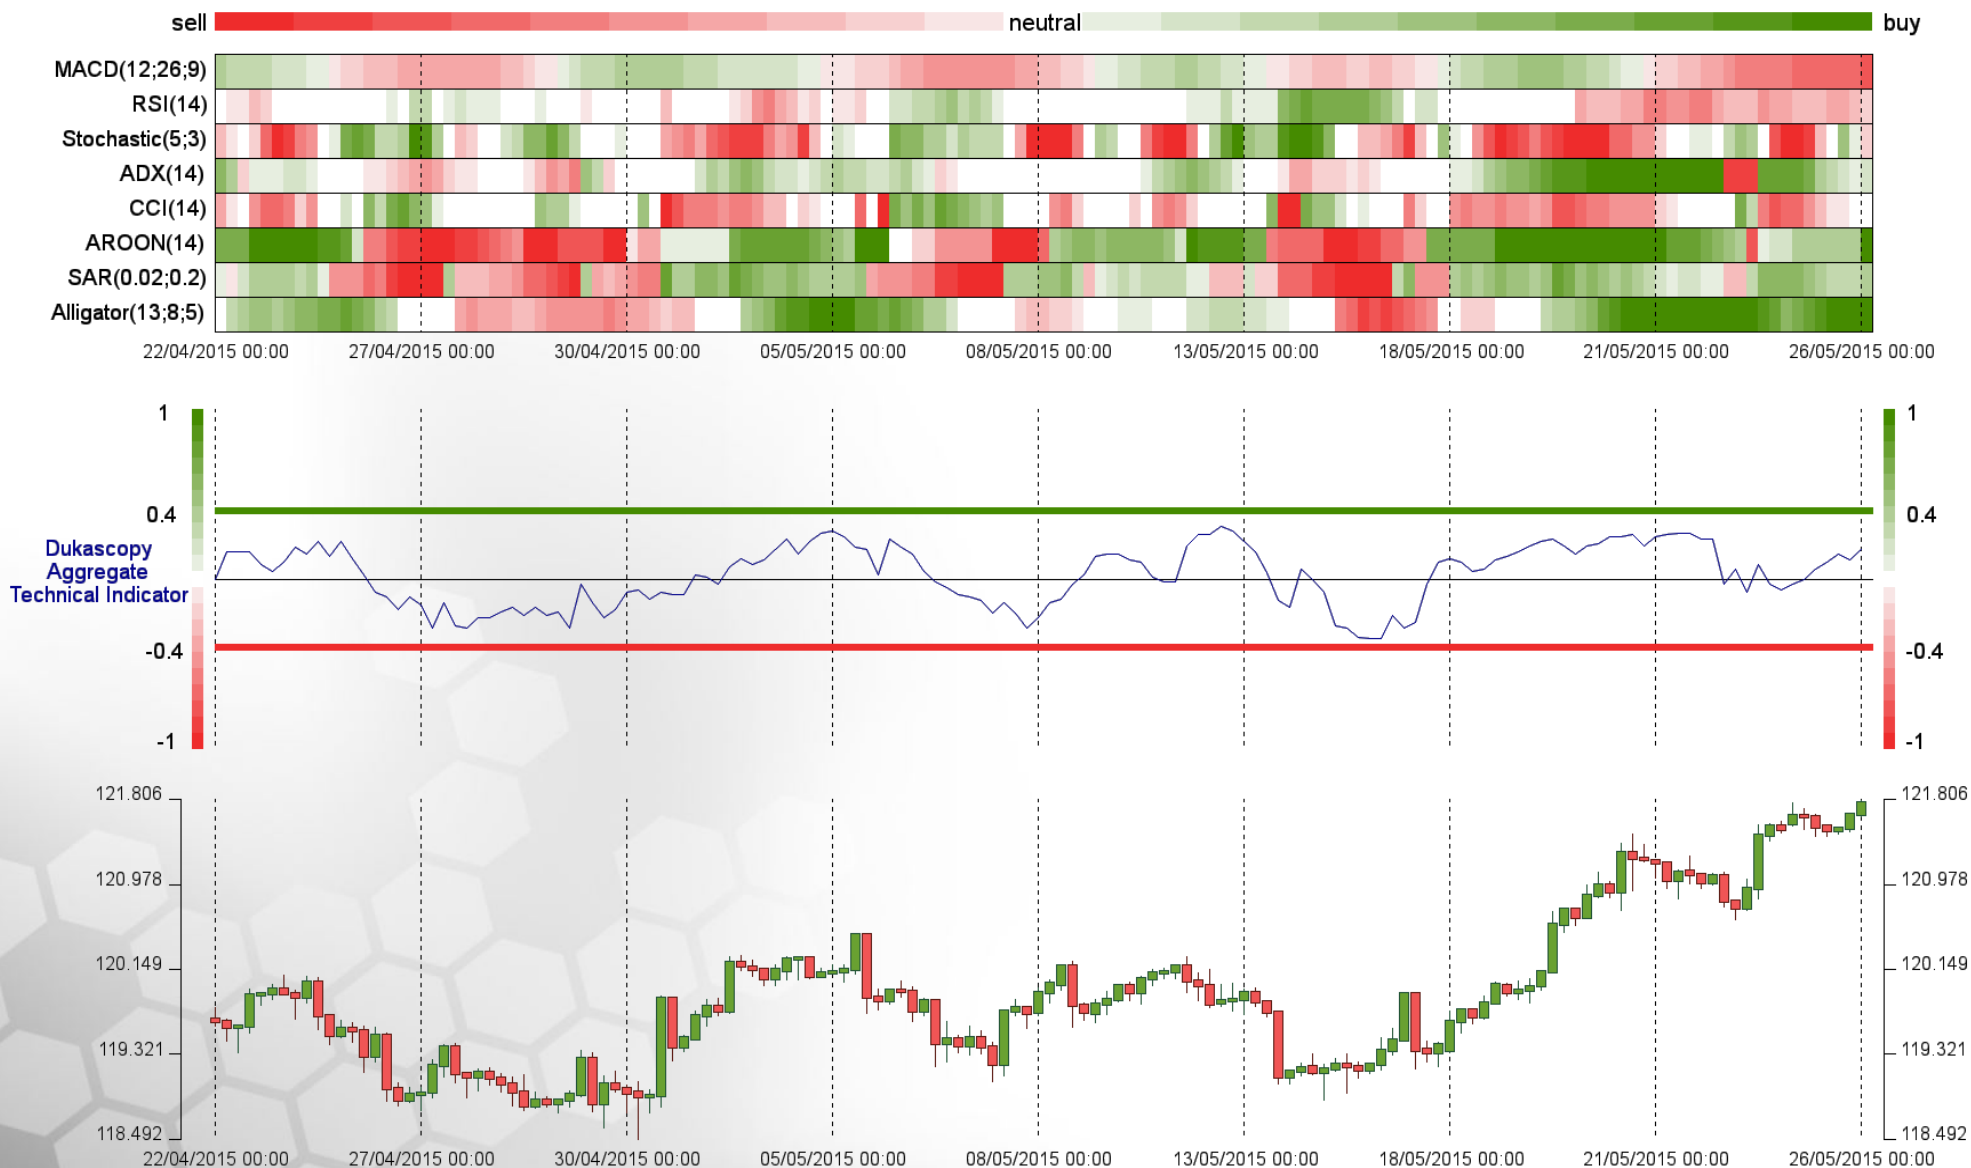 sell neutral buy
MACD(12;26;9)
RSI(14)
Stochastic(5;3)
ADX(14)
CCI(14)
AROON(14)
SAR(0.02;0.2)
Alligator(13;8;5)
22/04/2015 00:00 27/04/2015 00:00 30/04/2015 00:00 05/05/2015 00:00 08/05/2015 00:00 13/05/2015 00:00 18/05/2015 00:00 21/05/2015 00:00 26/05/2015 00:00
1 1
0.4 0.4
Dukascopy
Aggregate
Technical Indicator
-0.4 -0.4
-1 -1
121.806 121.806
120.978 120.978
120.149 120.149
119.321 119.321
118.492 118.492
22/04/2015 00:00 27/04/2015 00:00 30/04/2015 00:00 05/05/2015 00:00 08/05/2015 00:00 13/05/2015 00:00 18/05/2015 00:00 21/05/2015 00:00 26/05/2015 00:00